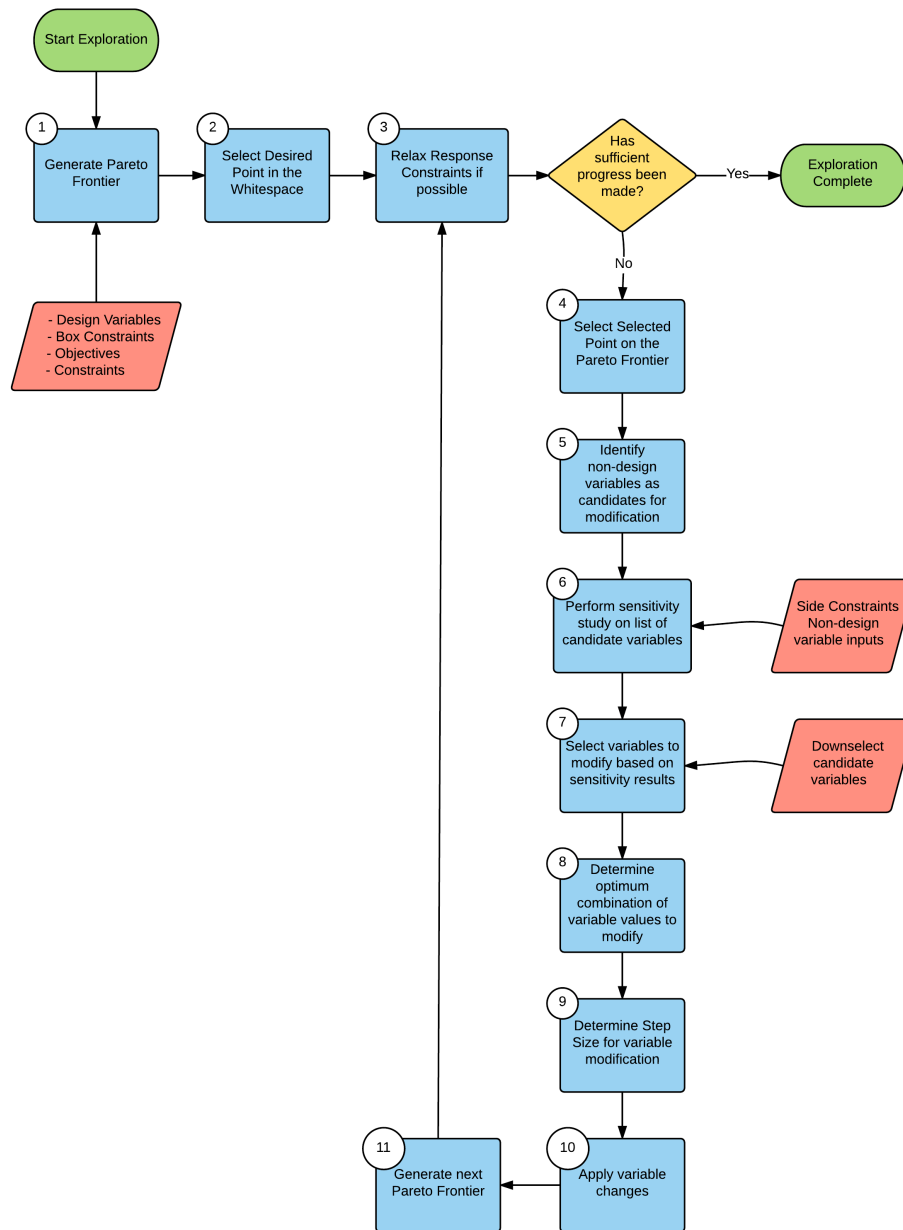 Start Exploration
1
Generate Pareto
Frontier
2
Select Desired
Point in the
Whitespace
3
Relax Response
Constraints if
possible
Has
sufficient
progress been
made?
Yes
Exploration
Complete
- Design Variables
- Box Constraints
- Objectives
- Constraints
No
4
Select Selected
Point on the
Pareto Frontier
5
Identify
non-design
variables as
candidates for
modification
6
Perform sensitivity
study on list of
candidate variables
Side Constraints
Non-design
variable inputs
7
Select variables to
modify based on
sensitivity results
Downselect
candidate
variables
8
Determine
optimum
combination of
variable values to
modify
9
Determine Step
Size for variable
modification
10
Apply variable
changes
11
Generate next
Pareto Frontier